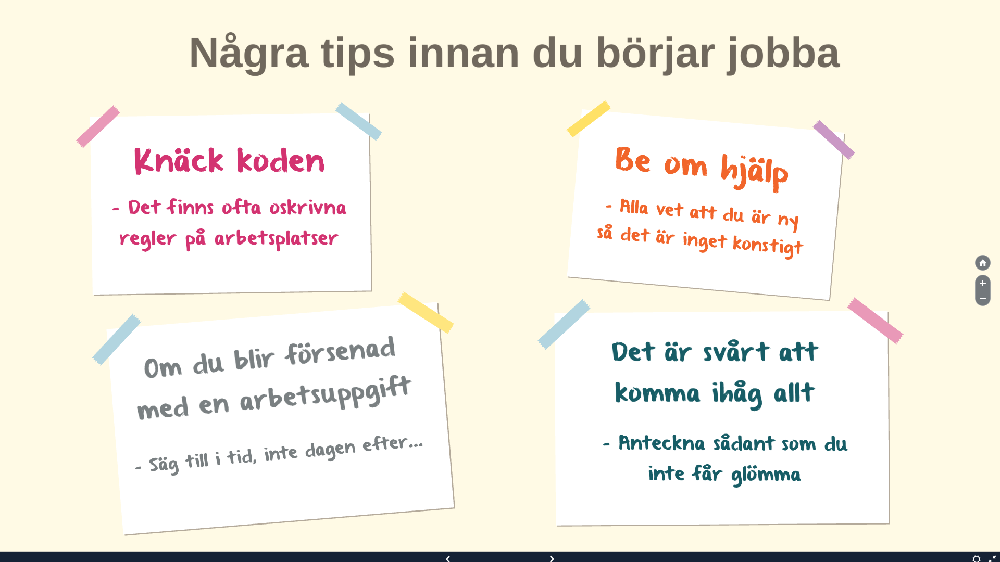 Några tips innan du börjar jobba
Knäck koden
- Det finns ofta oskrivna
regler på arbetsplatser
Be om hjälp
- Alla vet att du är ny
så det är inget konstigt
Om du blir försenad
med en arbetsuppgift
- Säg till i tid, inte dagen efter...
Det är svårt att
komma ihåg allt
- Anteckna sådant som du
inte får glömma